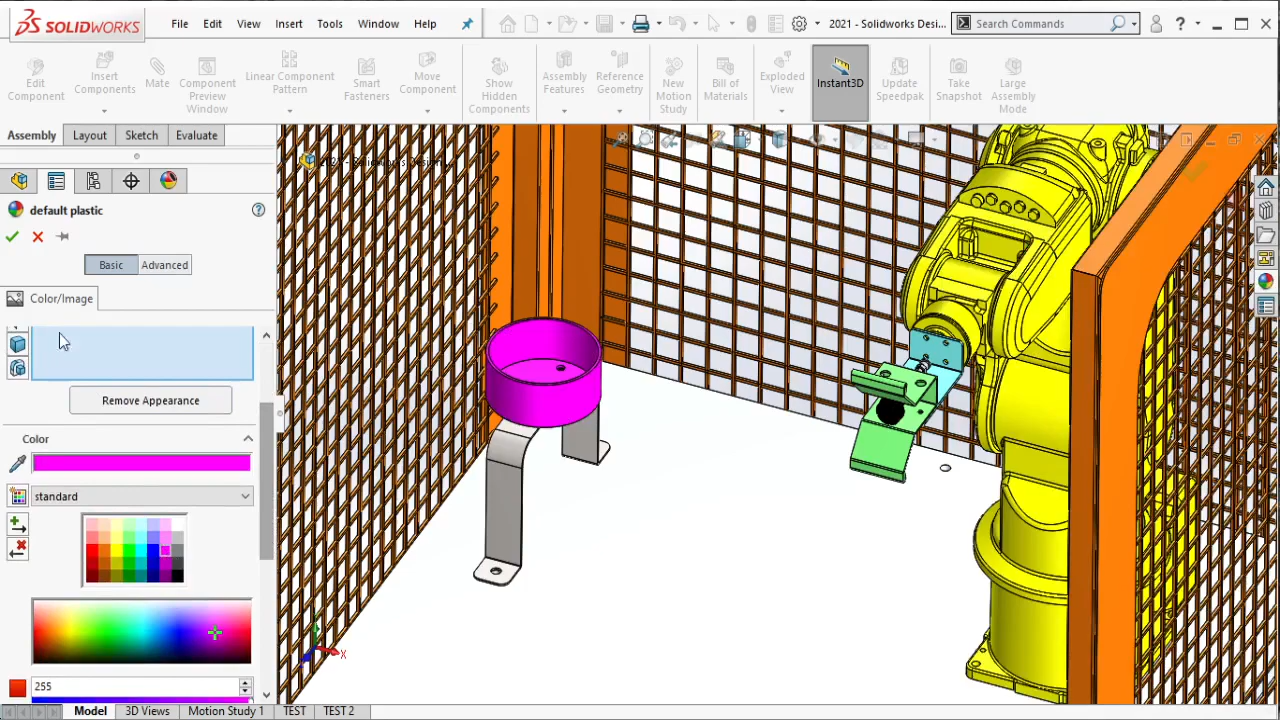 SOLIDWORKS
File Edit View Insert Tools Window Help
2021 - Solidworks Desi...
Search Commands
?
Edit Component
Insert Components
Mate
Component Preview Window
Linear Component Pattern
Smart Fasteners
Move Component
Show Hidden Components
Assembly Features
Reference Geometry
New Motion Study
Bill of Materials
Exploded View
Instant3D
Update Speedpak
Take Snapshot
Large Assembly Mode
Assembly Layout Sketch Evaluate
default plastic
Basic Advanced
Color/Image
Remove Appearance
Color
standard
255
X
Model 3D Views Motion Study 1 TEST TEST 2